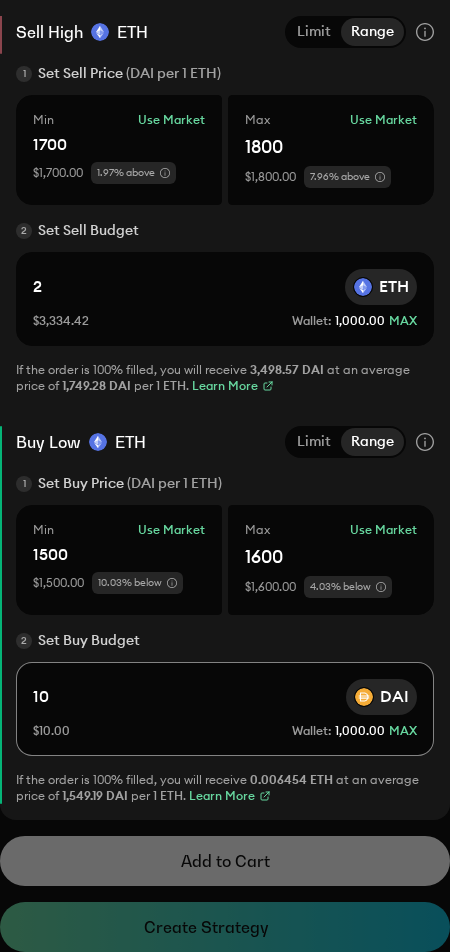 Sell High ETH Limit Range
1 Set Sell Price (DAI per 1 ETH)
Min Use Market Max Use Market
1700 1800
$1,700.00 1.97% above $1,800.00 7.96% above
2 Set Sell Budget
2 ETH
$3,334.42 Wallet: 1,000.00 MAX
If the order is 100% filled, you will receive 3,498.57 DAI at an average
price of 1,749.28 DAI per 1 ETH. Learn More
Buy Low ETH Limit Range
1 Set Buy Price (DAI per 1 ETH)
Min Use Market Max Use Market
1500 1600
$1,500.00 10.03% below $1,600.00 4.03% below
2 Set Buy Budget
10 DAI
$10.00 Wallet: 1,000.00 MAX
If the order is 100% filled, you will receive 0.006454 ETH at an average
price of 1,549.19 DAI per 1 ETH. Learn More
Add to Cart
Create Strategy